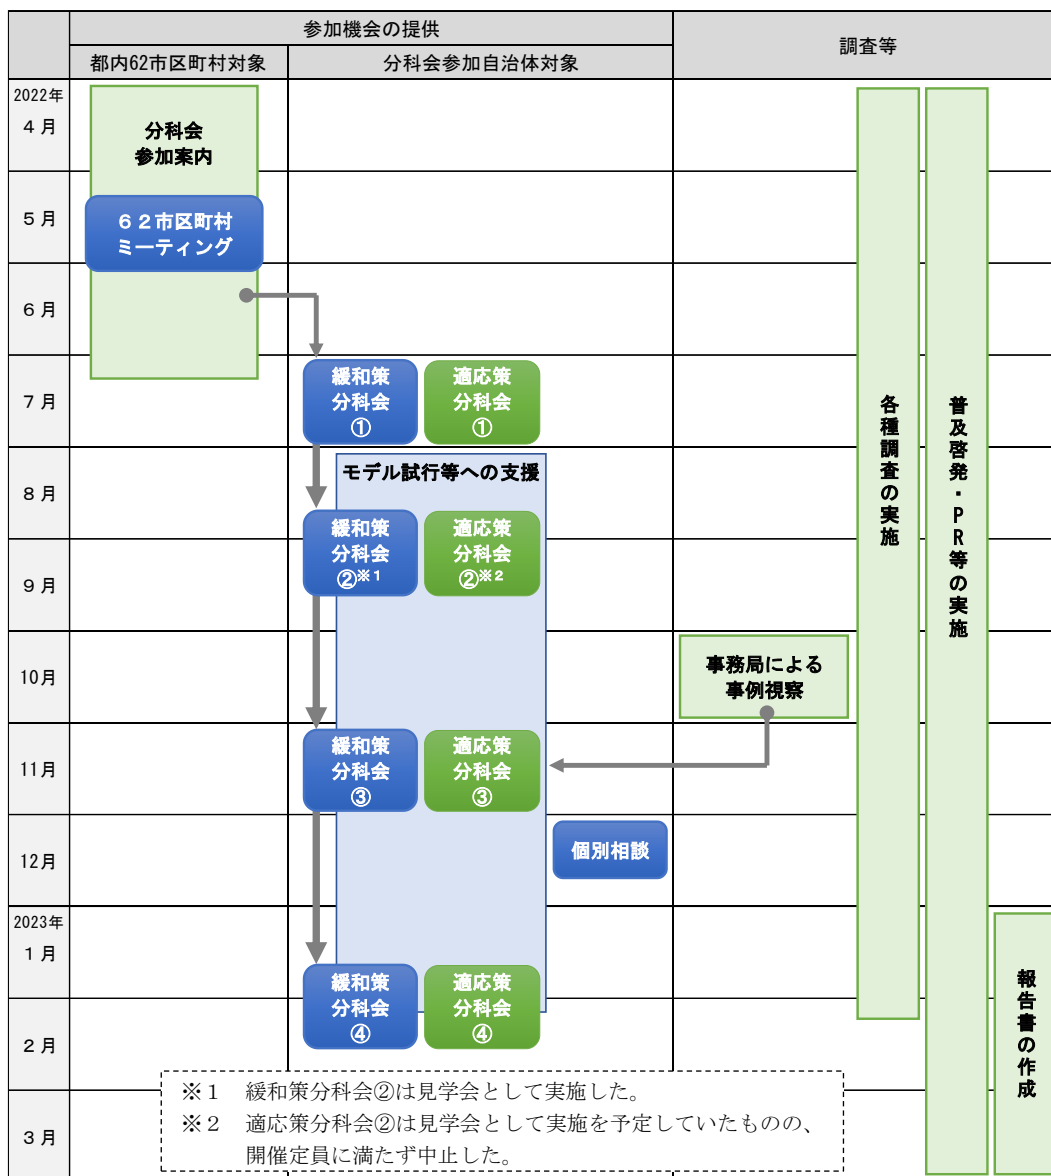 参加機会の提供
調査等
都内62市区町村対象
分科会参加自治体対象
2022年
4月
分科会
参加案内
5月
62市区町村
ミーティング
6月
7月
緩和策
分科会
①
適応策
分科会
①
8月
モデル試行等への支援
緩和策
分科会
②※1
適応策
分科会
②※2
9月
10月
事務局による
事例視察
11月
緩和策
分科会
③
適応策
分科会
③
12月
個別相談
2023年
1月
緩和策
分科会
④
適応策
分科会
④
2月
3月
各種調査の実施
普及啓発・PR等の実施
報告書の作成
※1 緩和策分科会②は見学会として実施した。
※2 適応策分科会②は見学会として実施を予定していたものの、
開催定員に満たず中止した。